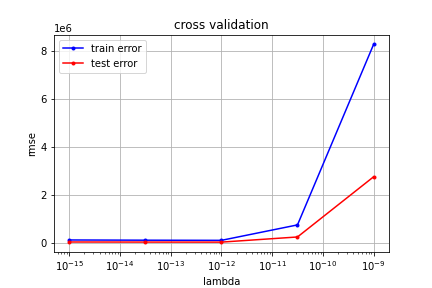 cross validation
1e6
train error
test error
8
6
4
2
0
rmse
10⁻¹⁵ 10⁻¹⁴ 10⁻¹³ 10⁻¹² 10⁻¹¹ 10⁻¹⁰ 10⁻⁹
lambda